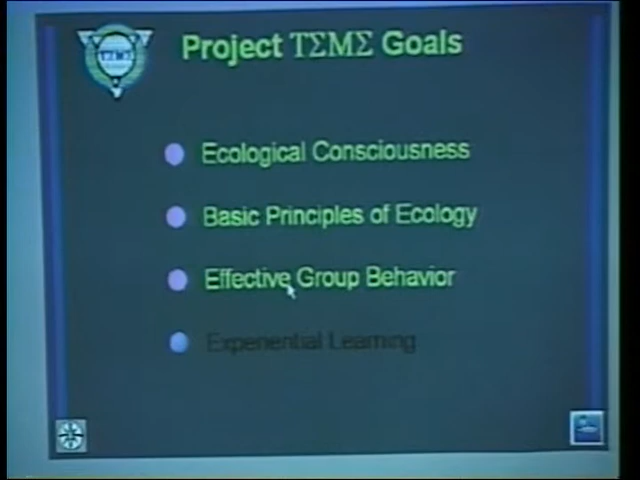 Project ΤΣΜΣ Goals
Ecological Consciousness
Basic Principles of Ecology
Effective Group Behavior
Experiential Learning